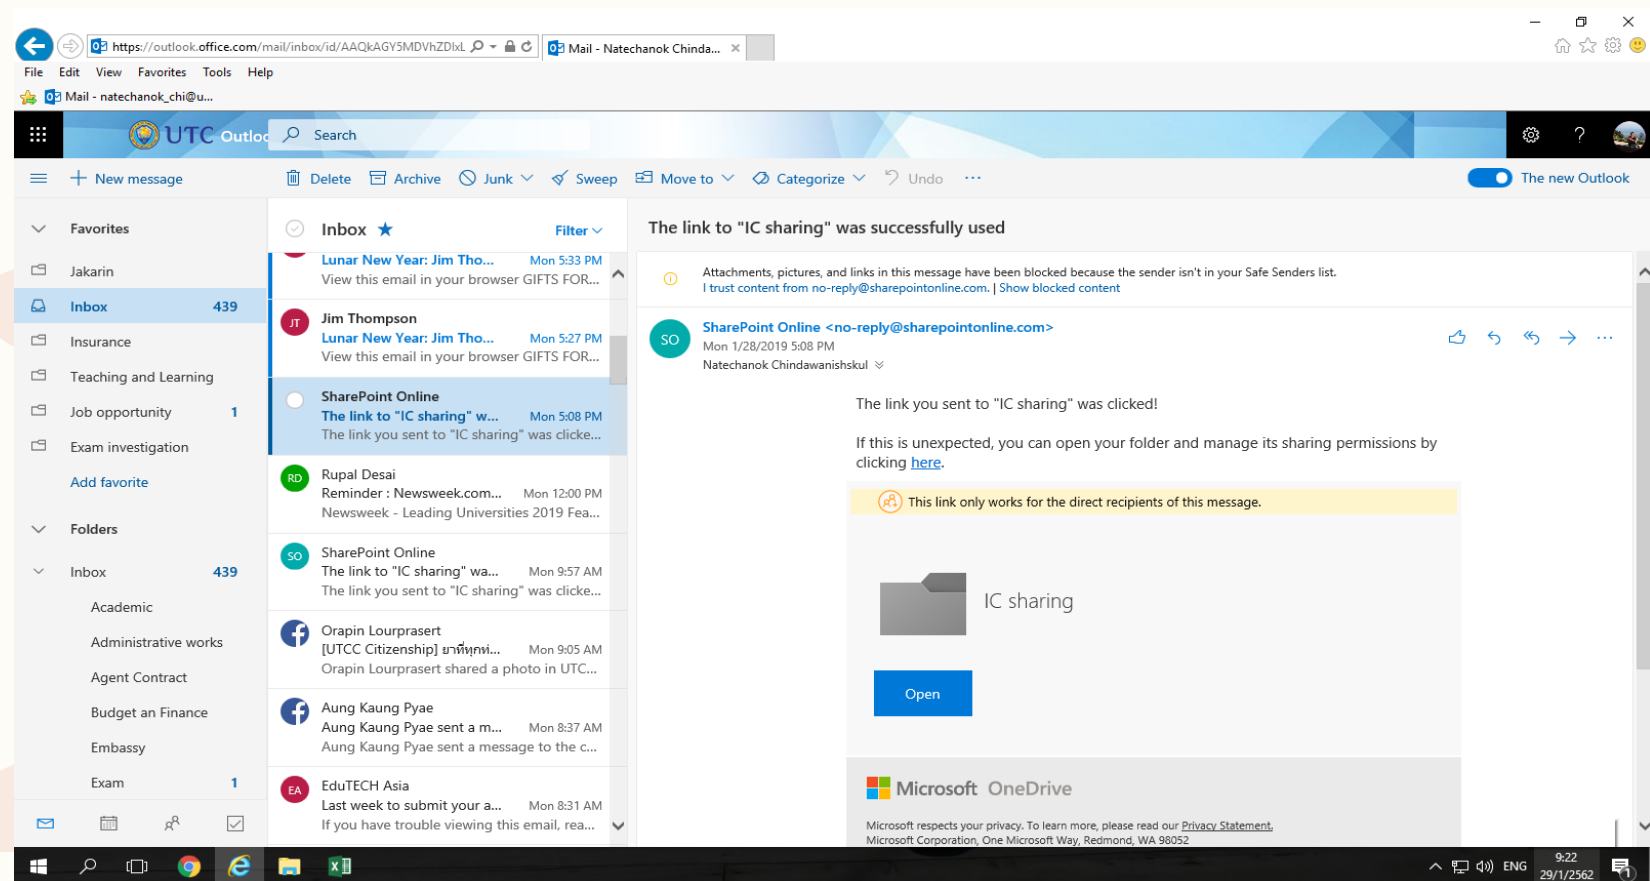 https://outlook.office.com/mail/inbox/id/AAQkAGY5MDVhZDIxL
Mail - Natechanok Chinda...
File Edit View Favorites Tools Help
Mail - natechanok_chi@u...
UTC Outloo
Search
New message
Delete Archive Junk Sweep Move to Categorize Undo ...
The new Outlook
Favorites
Jakarin
Inbox 439
Insurance
Teaching and Learning
Job opportunity 1
Exam investigation
Add favorite
Folders
Inbox 439
Academic
Administrative works
Agent Contract
Budget an Finance
Embassy
Exam 1
Inbox
Filter
Lunar New Year: Jim Tho... Mon 5:33 PM
View this email in your browser GIFTS FOR...
JT
Jim Thompson
Lunar New Year: Jim Tho... Mon 5:27 PM
View this email in your browser GIFTS FOR...
SharePoint Online
The link to "IC sharing" w... Mon 5:08 PM
The link you sent to "IC sharing" was clicke...
RD
Rupal Desai
Reminder : Newsweek.com... Mon 12:00 PM
Newsweek - Leading Universities 2019 Fea...
SO
SharePoint Online
The link to "IC sharing" wa... Mon 9:57 AM
The link you sent to "IC sharing" was clicke...
Orapin Lourprasert
[UTCC Citizenship] ยาที่ทุกท่... Mon 9:05 AM
Orapin Lourprasert shared a photo in UTC...
Aung Kaung Pyae
Aung Kaung Pyae sent a m... Mon 8:37 AM
Aung Kaung Pyae sent a message to the c...
EA
EduTECH Asia
Last week to submit your a... Mon 8:31 AM
If you have trouble viewing this email, rea...
The link to "IC sharing" was successfully used
Attachments, pictures, and links in this message have been blocked because the sender isn't in your Safe Senders list.
I trust content from no-reply@sharepointonline.com. | Show blocked content
SO
SharePoint Online <no-reply@sharepointonline.com>
Mon 1/28/2019 5:08 PM
Natechanok Chindawanishskul
The link you sent to "IC sharing" was clicked!
If this is unexpected, you can open your folder and manage its sharing permissions by
clicking here.
This link only works for the direct recipients of this message.
IC sharing
Open
Microsoft OneDrive
Microsoft respects your privacy. To learn more, please read our Privacy Statement.
Microsoft Corporation, One Microsoft Way, Redmond, WA 98052
ENG
9:22
29/1/2562
1